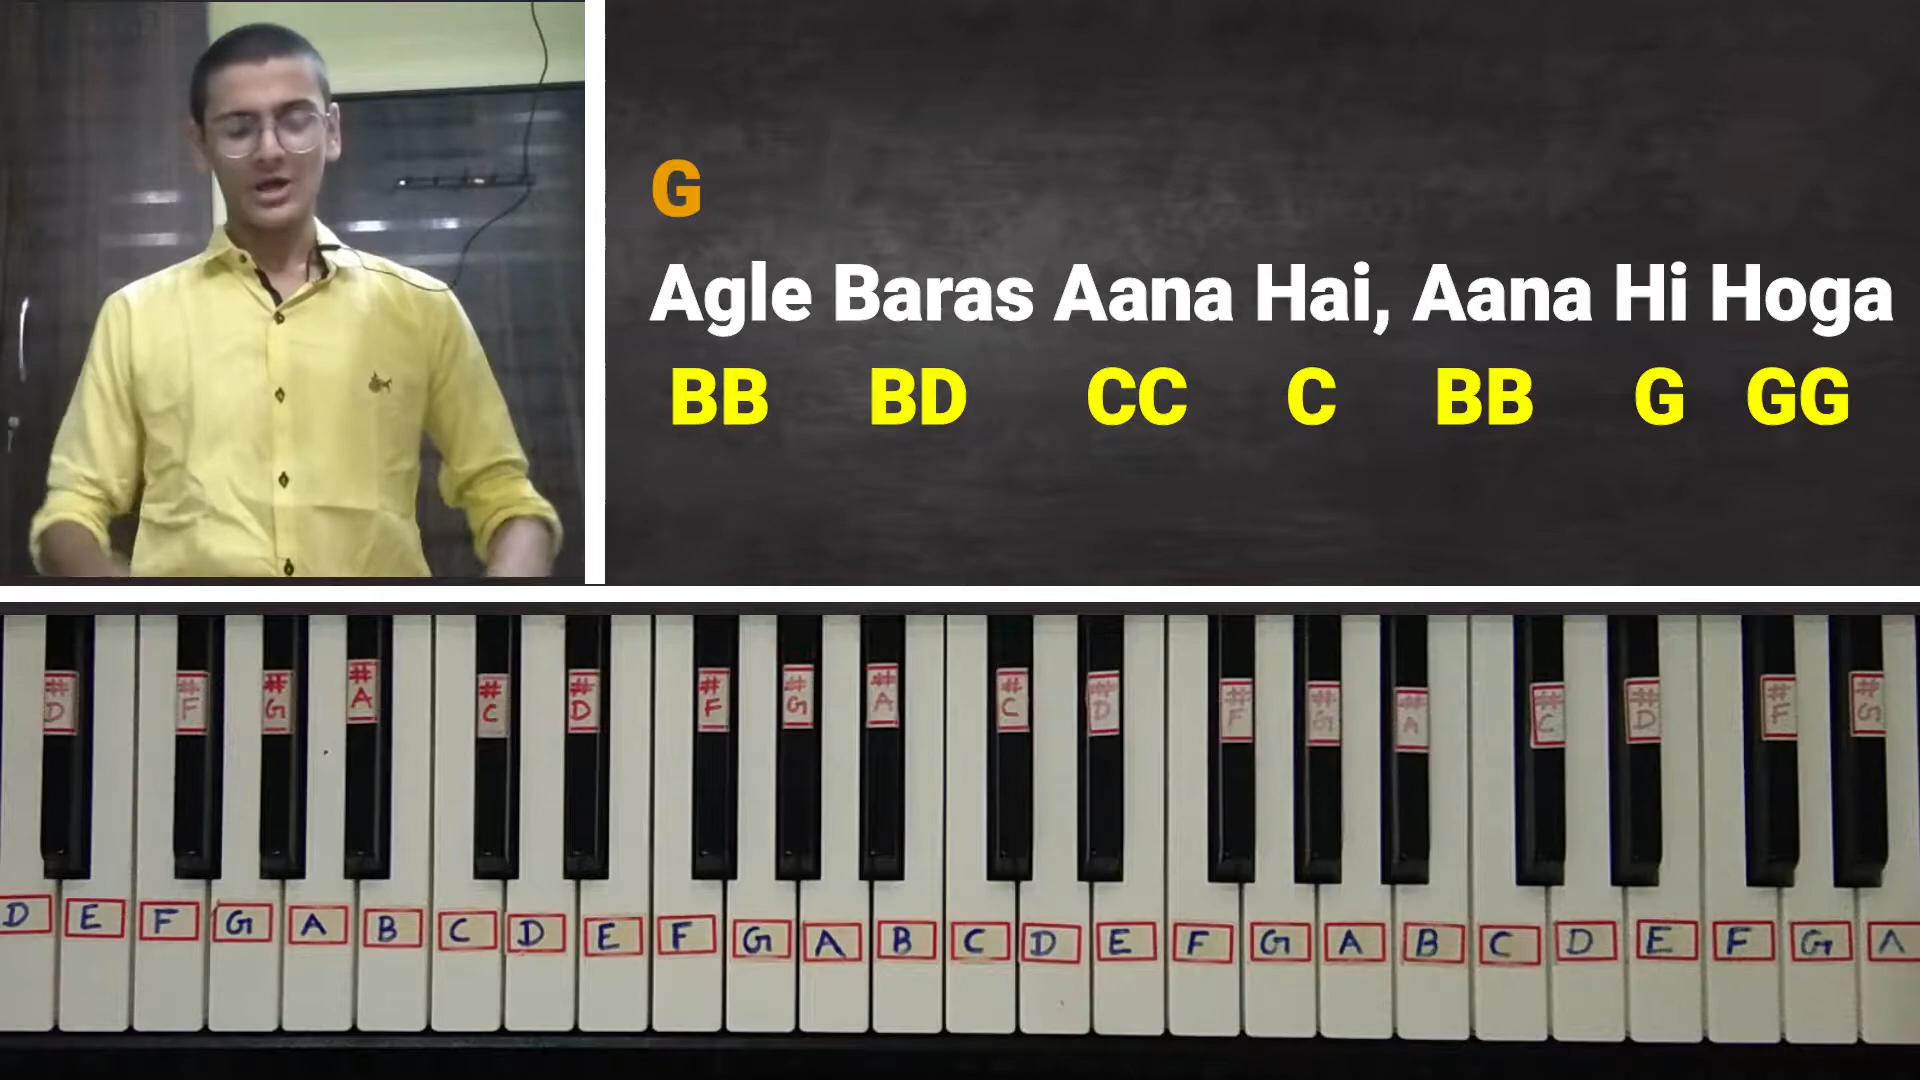 G
Agle Baras Aana Hai, Aana Hi Hoga
BB BD CC C BB G GG
#D #F #G #A #C #D #F #G #A #C #D #F #G #A #C #D #F #G
D E F G A B C D E F G A B C D E F G A B C D E F G A